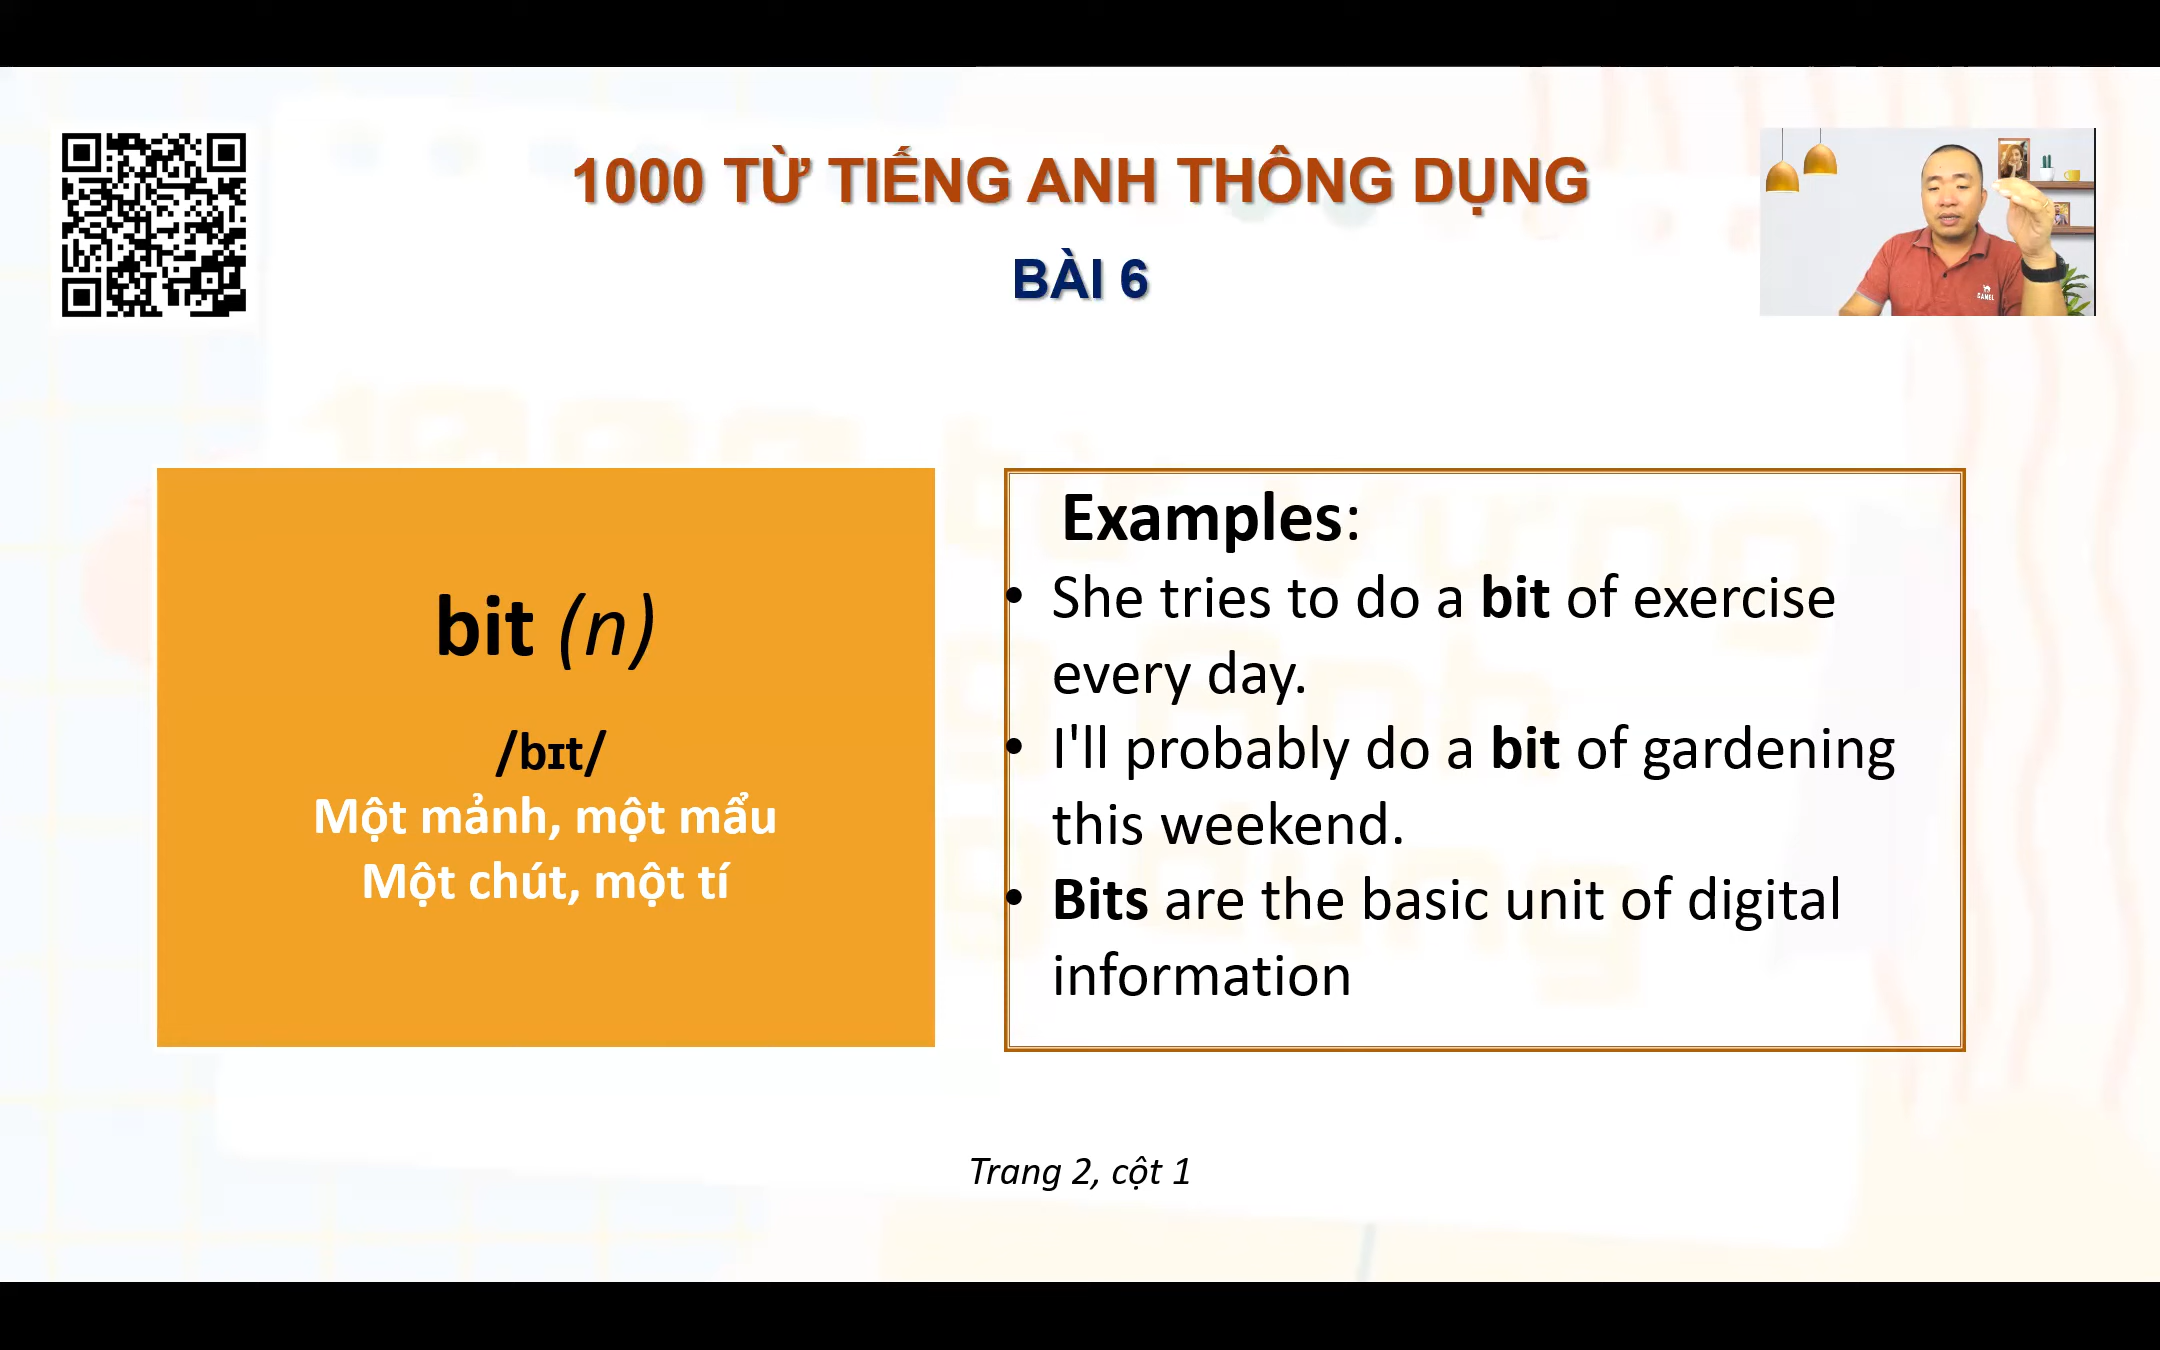 1000 TỪ TIẾNG ANH THÔNG DỤNG
BÀI 6
CAMEL
bit (n)
/bɪt/
Một mảnh, một mẩu
Một chút, một tí
Examples:
• She tries to do a bit of exercise
every day.
• I'll probably do a bit of gardening
this weekend.
• Bits are the basic unit of digital
information
Trang 2, cột 1